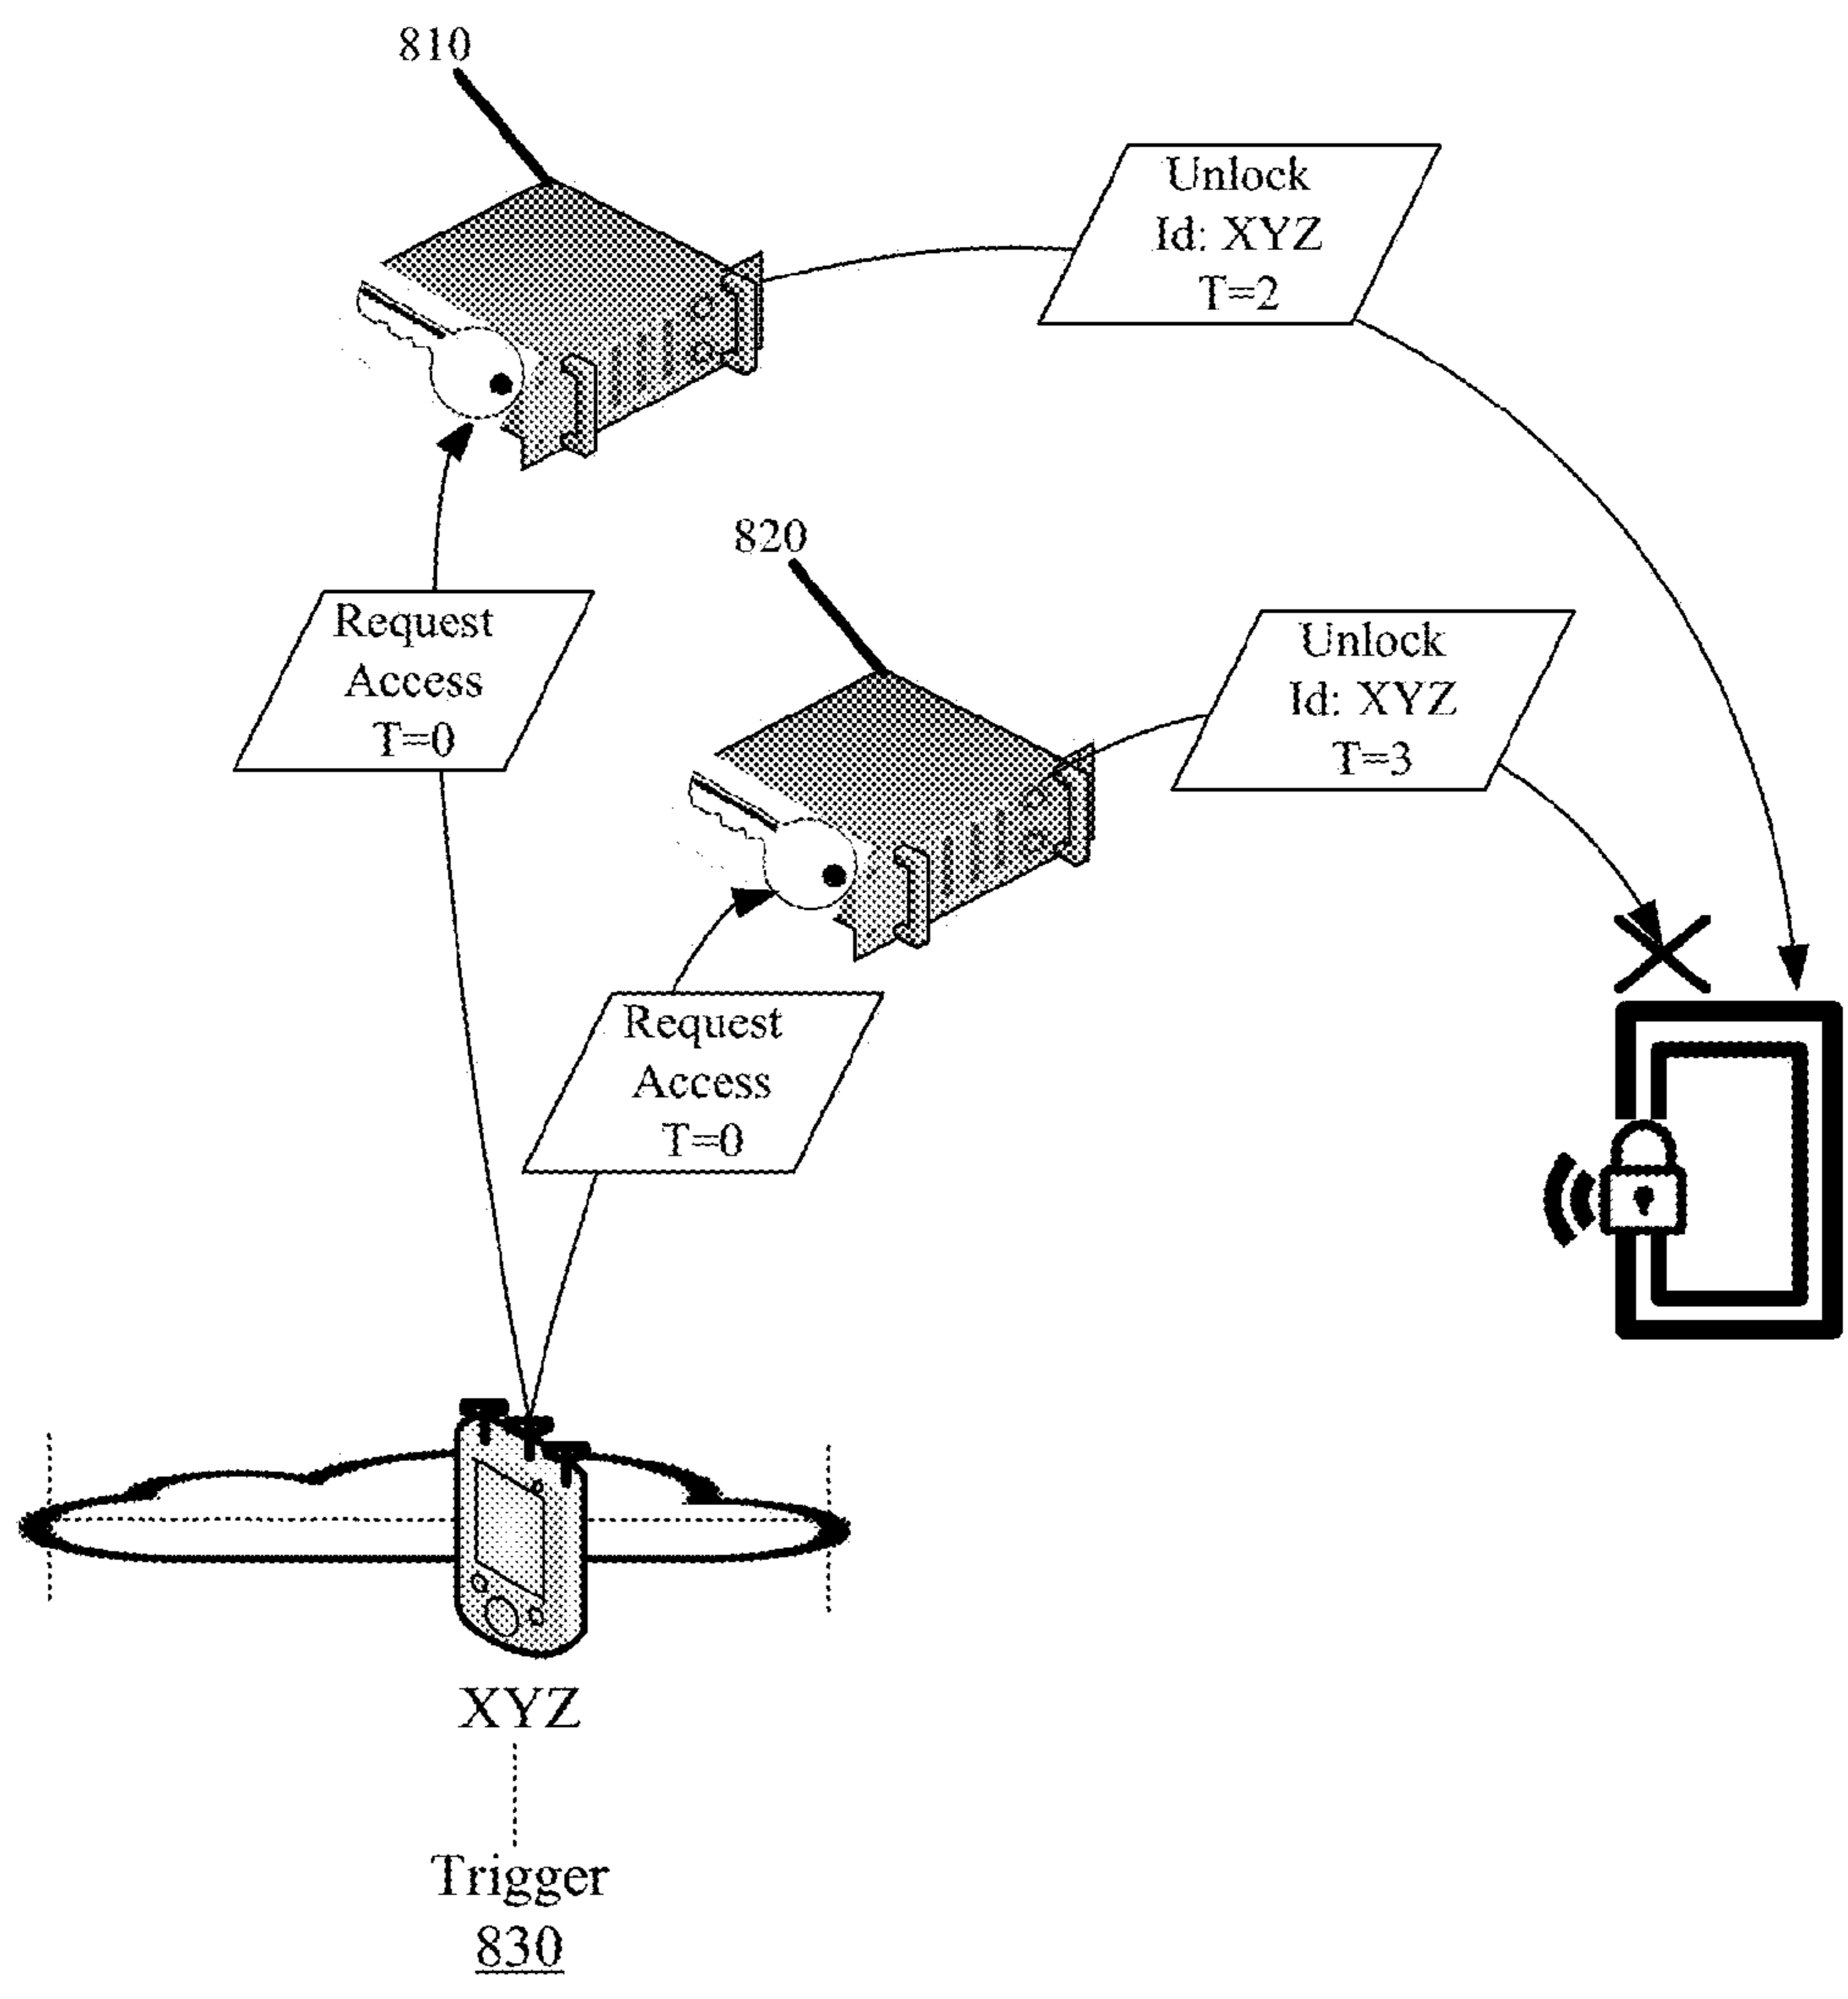 810
Unlock
Id: XYZ
T=2
820
Request
Access
T=0
Unlock
Id: XYZ
T=3
Request
Access
T=0
XYZ
Trigger
830